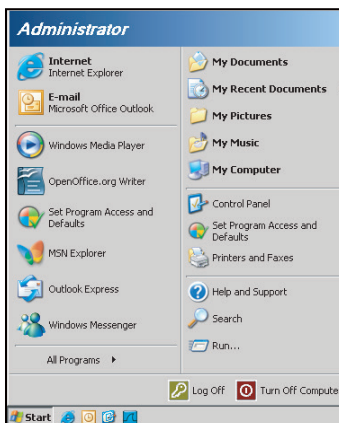 Administrator
Internet
Internet Explorer
E-mail
Microsoft Office Outlook
Windows Media Player
OpenOffice.org Writer
Set Program Access and
Defaults
MSN Explorer
Outlook Express
Windows Messenger
All Programs
My Documents
My Recent Documents
My Pictures
My Music
My Computer
Control Panel
Set Program Access and
Defaults
Printers and Faxes
Help and Support
Search
Run...
Log Off
Turn Off Compute
Start